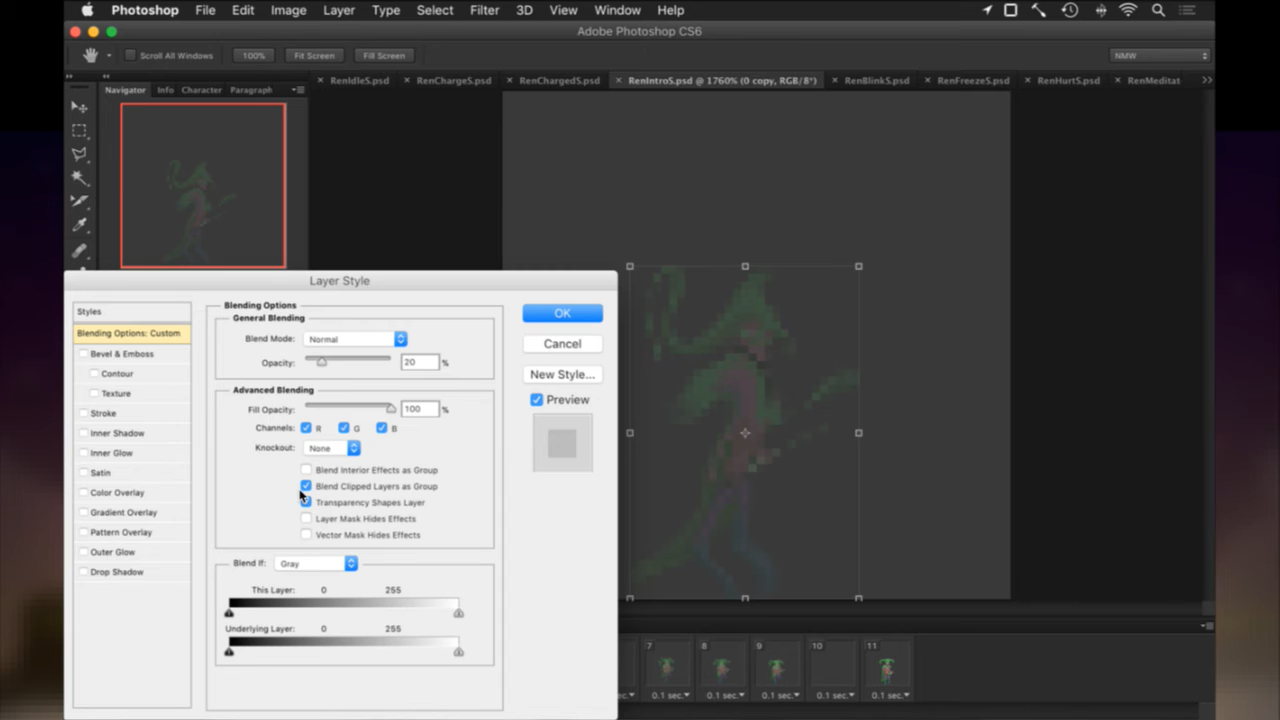 Photoshop File Edit Image Layer Type Select Filter 3D View Window Help
Adobe Photoshop CS6
Scroll All Windows 100% Fit Screen Fill Screen NMW
Navigator Info Character Paragraph
× RenIdleS.psd × RenChargeS.psd × RenChargedS.psd × RenIntroS.psd @ 1760% (0 copy, RGB/8*) × RenBlinkS.psd × RenFreezeS.psd × RenHurtS.psd × RenMeditat
Layer Style
Styles
Blending Options: Custom
Bevel & Emboss
Contour
Texture
Stroke
Inner Shadow
Inner Glow
Satin
Color Overlay
Gradient Overlay
Pattern Overlay
Outer Glow
Drop Shadow
Blending Options
General Blending
Blend Mode: Normal
Opacity: 20 %
Advanced Blending
Fill Opacity: 100 %
Channels: R G B
Knockout: None
Blend Interior Effects as Group
Blend Clipped Layers as Group
Transparency Shapes Layer
Layer Mask Hides Effects
Vector Mask Hides Effects
Blend If: Gray
This Layer: 0 255
Underlying Layer: 0 255
OK
Cancel
New Style...
Preview
7 8 9 10 11
ec. 0.1 sec. 0.1 sec. 0.1 sec. 0.1 sec. 0.1 sec.